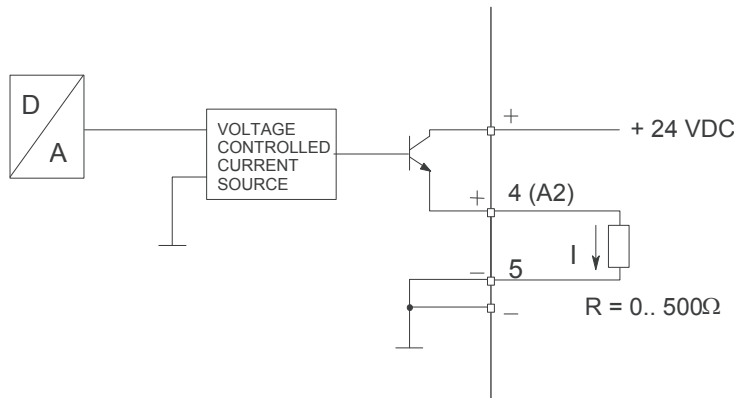 D
A
VOLTAGE
CONTROLLED
CURRENT
SOURCE
+
+ 24 VDC
+
4 (A2)
I
–
5
R = 0.. 500Ω
–